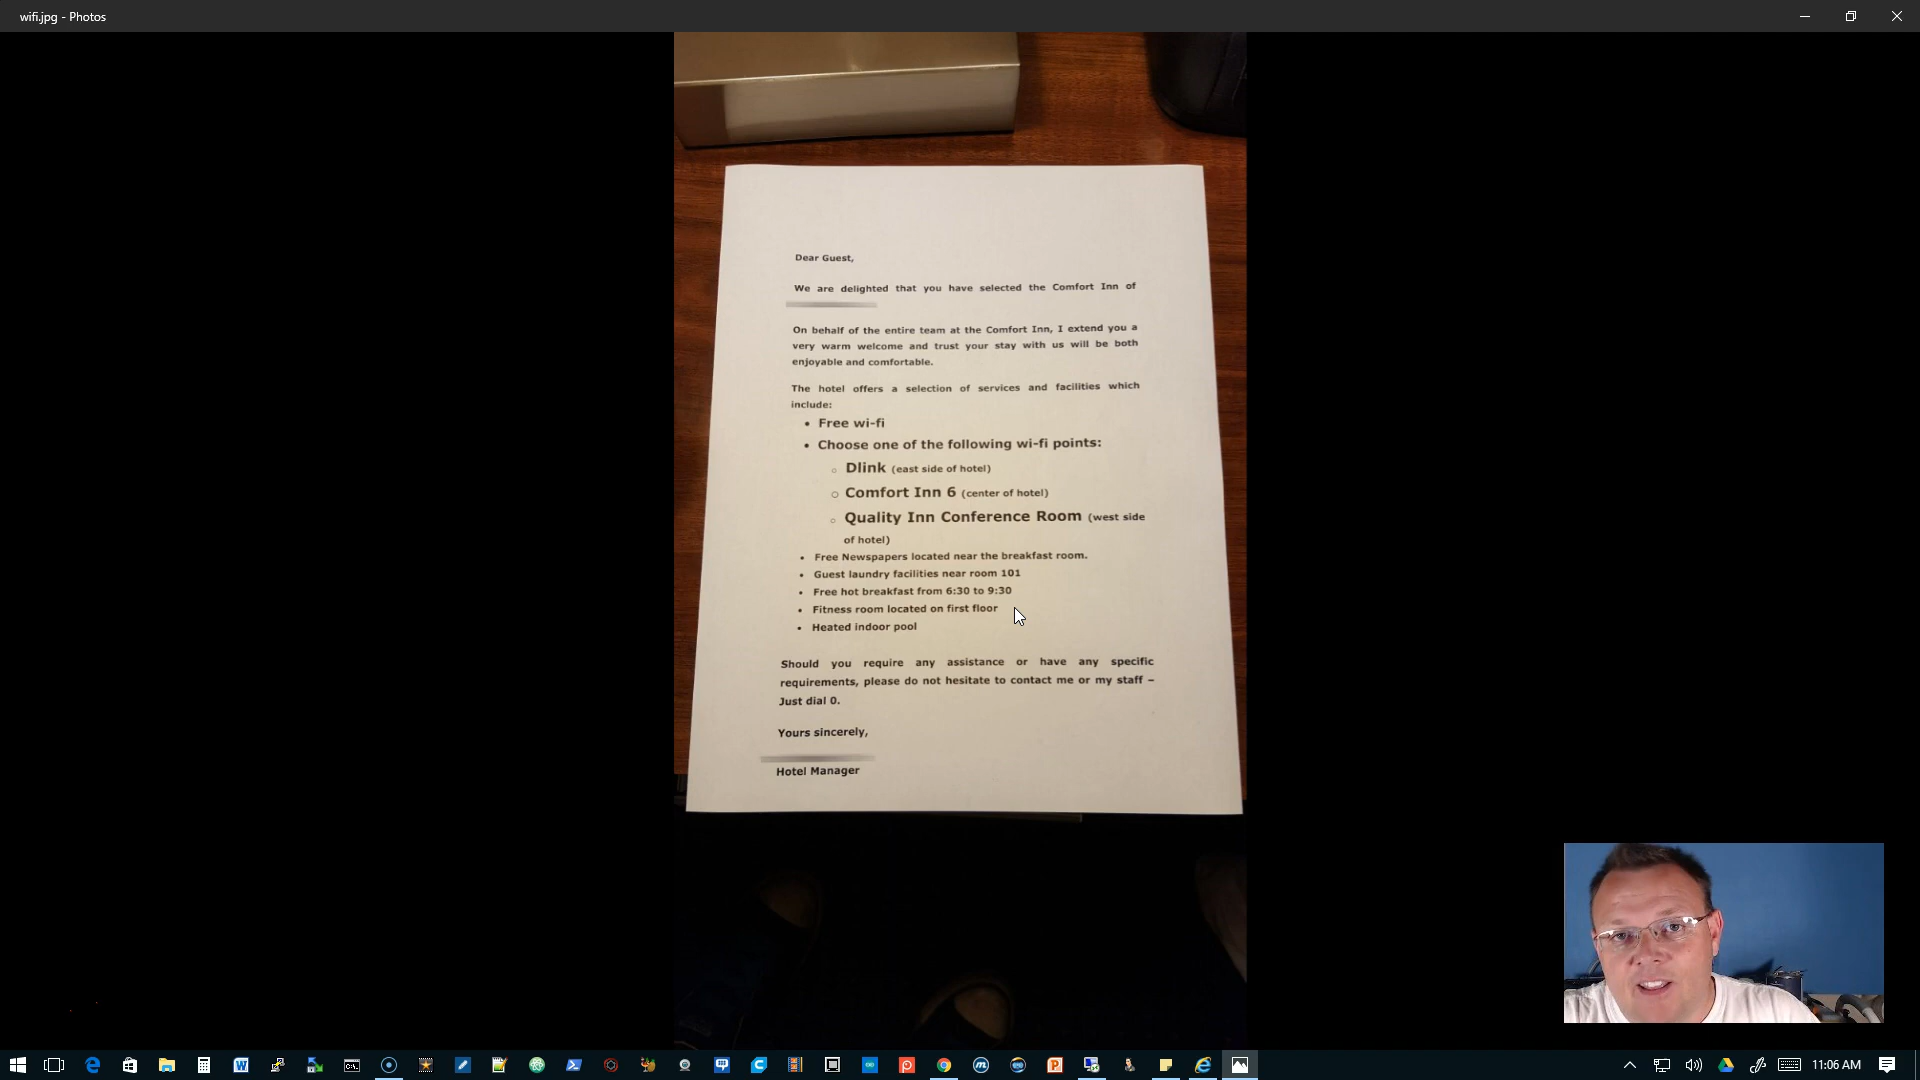 wifi.jpg - Photos
Dear Guest,
We are delighted that you have selected the Comfort Inn of
On behalf of the entire team at the Comfort Inn, I extend you a
very warm welcome and trust your stay with us will be both
enjoyable and comfortable.
The hotel offers a selection of services and facilities which
include:
• Free wi-fi
• Choose one of the following wi-fi points:
○ Dlink (east side of hotel)
○ Comfort Inn 6 (center of hotel)
○ Quality Inn Conference Room (west side
of hotel)
• Free Newspapers located near the breakfast room.
• Guest laundry facilities near room 101
• Free hot breakfast from 6:30 to 9:30
• Fitness room located on first floor
• Heated indoor pool
Should you require any assistance or have any specific
requirements, please do not hesitate to contact me or my staff –
Just dial 0.
Yours sincerely,
Hotel Manager
11:06 AM